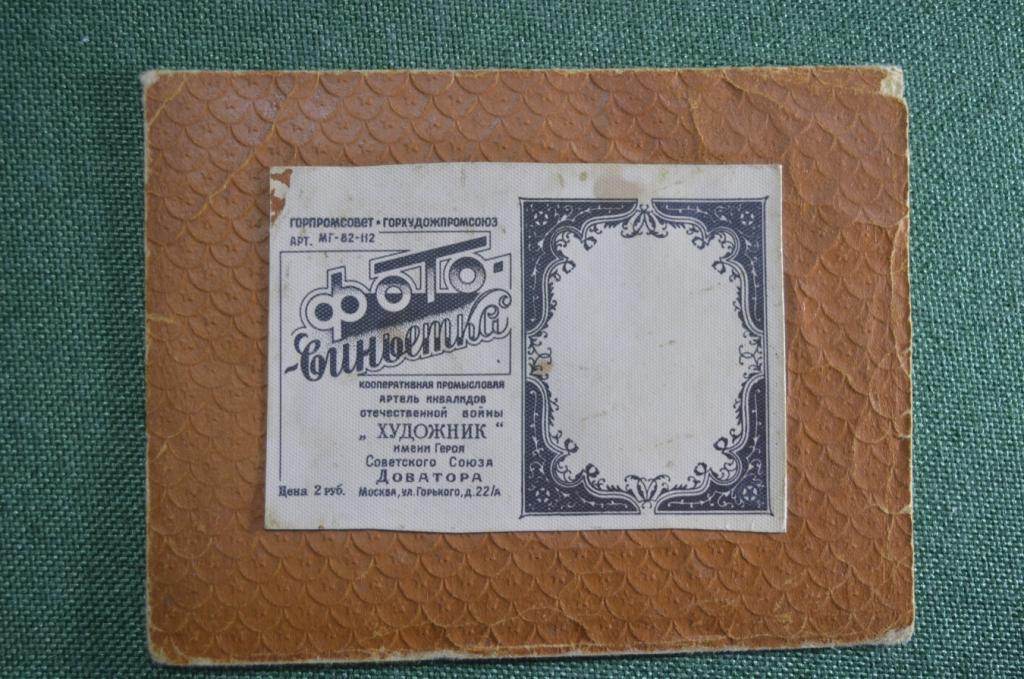 ГОРПРОМСОВЕТ • ГОРХУДОЖПРОМСОЮЗ
АРТ. МГ-82-112
ФОТО-
-виньетка
КООПЕРАТИВНАЯ ПРОМЫСЛОВАЯ
АРТЕЛЬ ИНВАЛИДОВ
ОТЕЧЕСТВЕННОЙ ВОЙНЫ
„ХУДОЖНИК“
ИМЕНИ ГЕРОЯ
СОВЕТСКОГО СОЮЗА
ДОВАТОРА
Цена 2 руб. МОСКВА, УЛ. ГОРЬКОГО, Д. 22/А